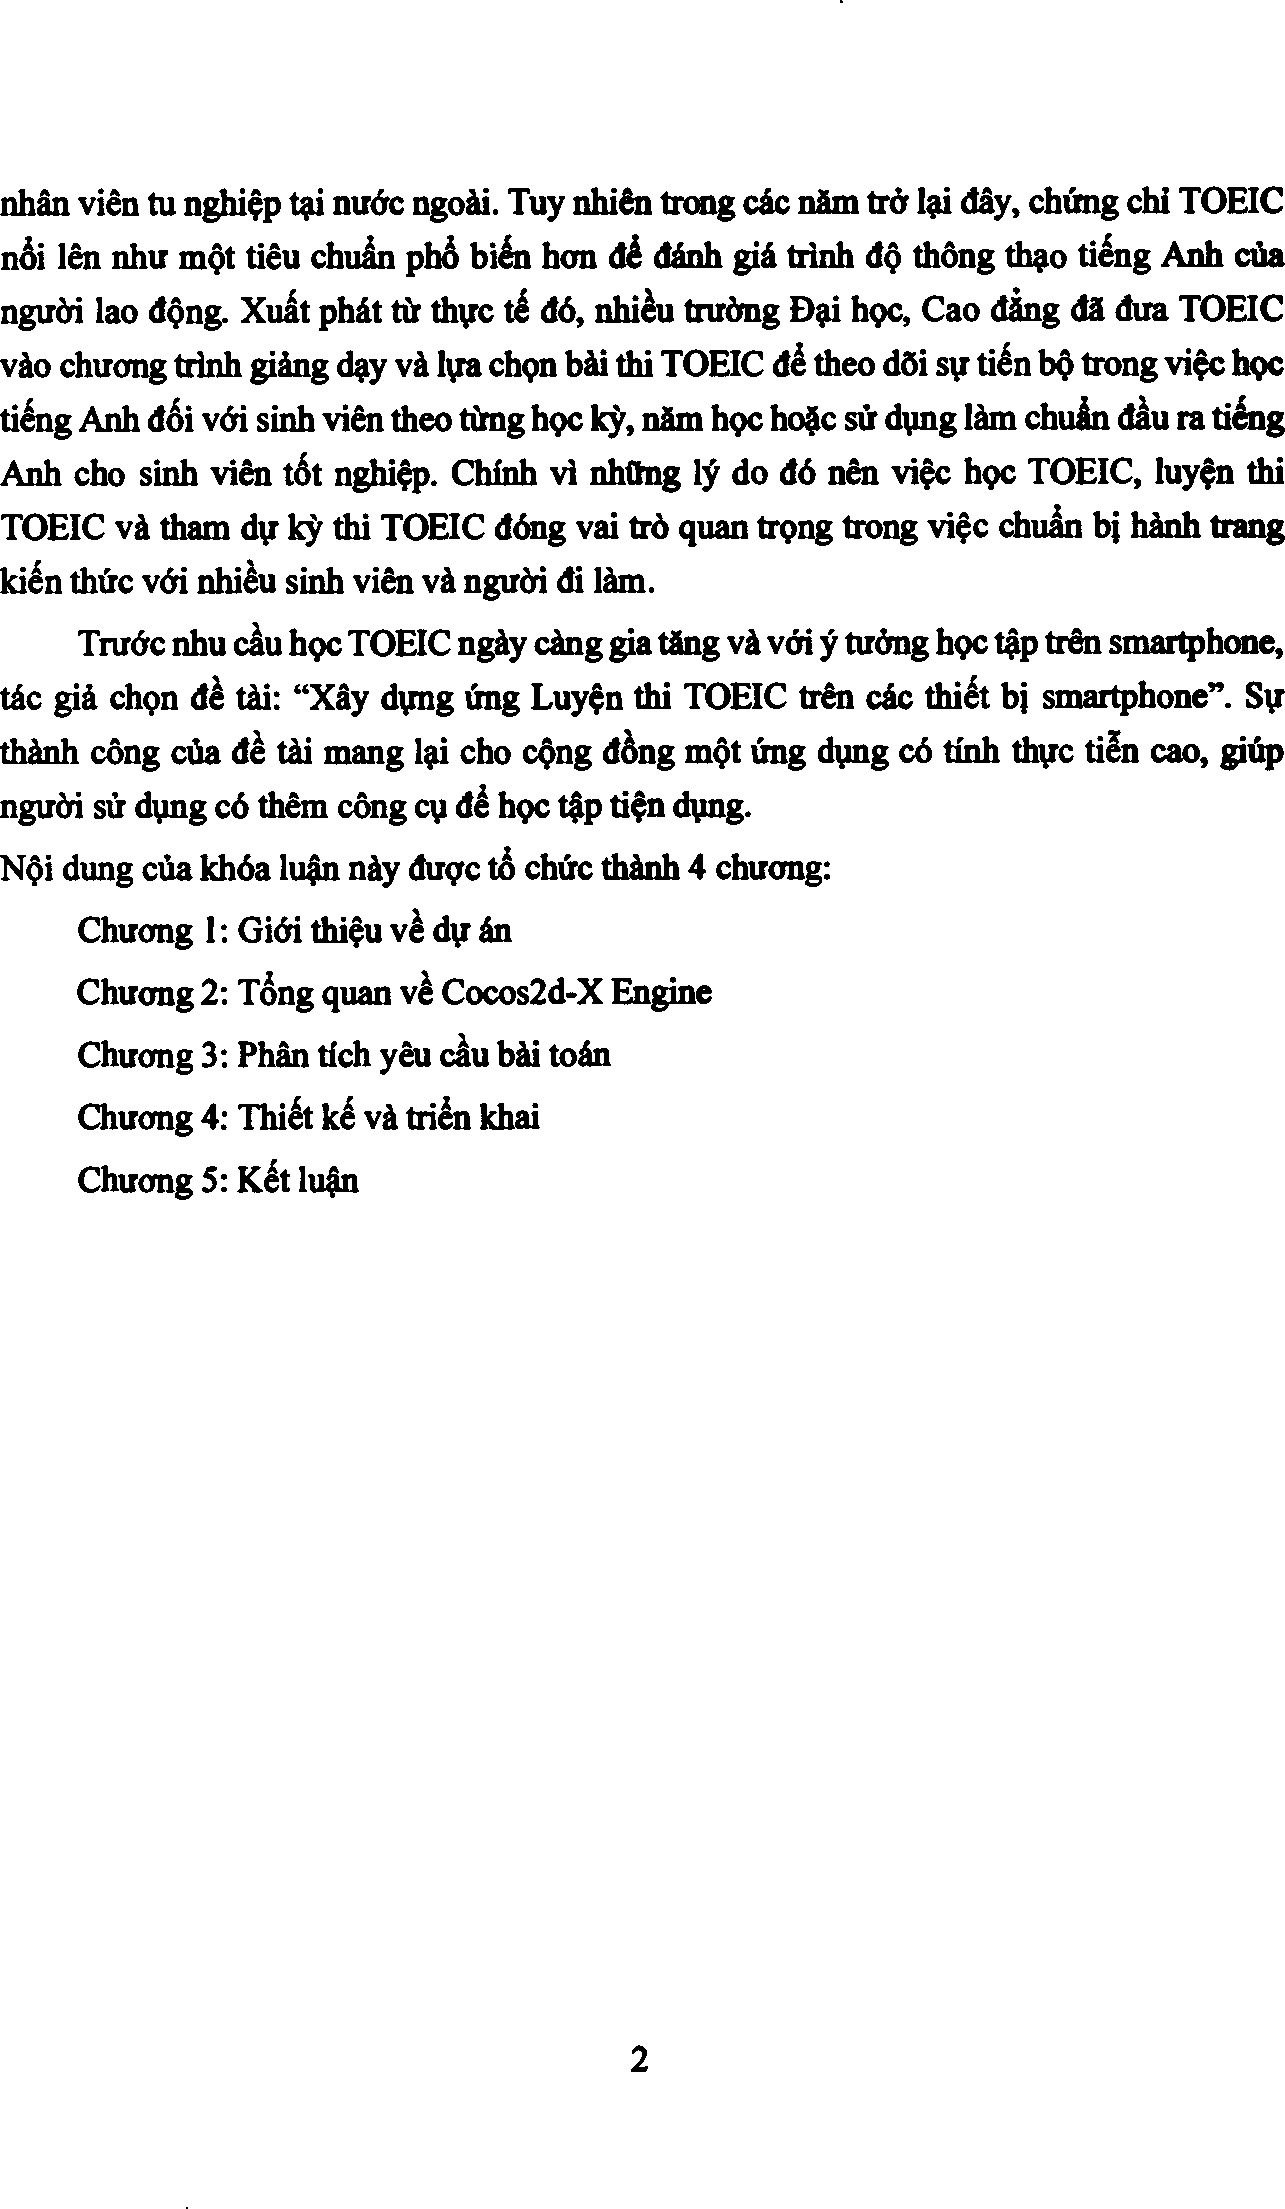 nhân viên tu nghiệp tại nước ngoài. Tuy nhiên trong các năm trở lại đây, chứng chỉ TOEIC
nổi lên như một tiêu chuẩn phổ biến hơn để đánh giá trình độ thông thạo tiếng Anh của
người lao động. Xuất phát từ thực tế đó, nhiều trường Đại học, Cao đẳng đã đưa TOEIC
vào chương trình giảng dạy và lựa chọn bài thi TOEIC để theo dõi sự tiến bộ trong việc học
tiếng Anh đối với sinh viên theo từng học kỳ, năm học hoặc sử dụng làm chuẩn đầu ra tiếng
Anh cho sinh viên tốt nghiệp. Chính vì những lý do đó nên việc học TOEIC, luyện thi
TOEIC và tham dự kỳ thi TOEIC đóng vai trò quan trọng trong việc chuẩn bị hành trang
kiến thức với nhiều sinh viên và người đi làm.
Trước nhu cầu học TOEIC ngày càng gia tăng và với ý tưởng học tập trên smartphone,
tác giả chọn đề tài: “Xây dựng ứng Luyện thi TOEIC trên các thiết bị smartphone”. Sự
thành công của đề tài mang lại cho cộng đồng một ứng dụng có tính thực tiễn cao, giúp
người sử dụng có thêm công cụ để học tập tiện dụng.
Nội dung của khóa luận này được tổ chức thành 4 chương:
Chương 1: Giới thiệu về dự án
Chương 2: Tổng quan về Cocos2d-X Engine
Chương 3: Phân tích yêu cầu bài toán
Chương 4: Thiết kế và triển khai
Chương 5: Kết luận
2